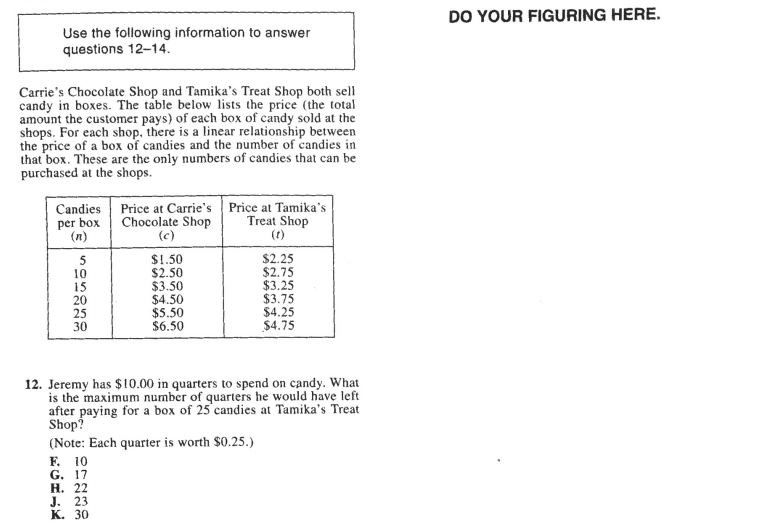 DO YOUR FIGURING HERE.
Use the following information to answer
questions 12–14.
Carrie's Chocolate Shop and Tamika's Treat Shop both sell
candy in boxes. The table below lists the price (the total
amount the customer pays) of each box of candy sold at the
shops. For each shop, there is a linear relationship between
the price of a box of candies and the number of candies in
that box. These are the only numbers of candies that can be
purchased at the shops.
Candies per box (n) Price at Carrie's Chocolate Shop (c) Price at Tamika's Treat Shop (t)
5 $1.50 $2.25
10 $2.50 $2.75
15 $3.50 $3.25
20 $4.50 $3.75
25 $5.50 $4.25
30 $6.50 $4.75
12. Jeremy has $10.00 in quarters to spend on candy. What
is the maximum number of quarters he would have left
after paying for a box of 25 candies at Tamika's Treat
Shop?
(Note: Each quarter is worth $0.25.)
F. 10
G. 17
H. 22
J. 23
K. 30